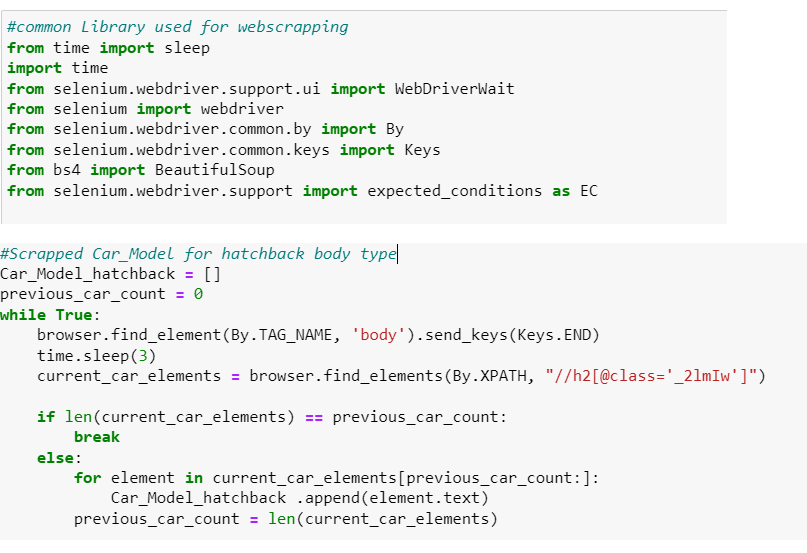 #common Library used for webscrapping
from time import sleep
import time
from selenium.webdriver.support.ui import WebDriverWait
from selenium import webdriver
from selenium.webdriver.common.by import By
from selenium.webdriver.common.keys import Keys
from bs4 import BeautifulSoup
from selenium.webdriver.support import expected_conditions as EC
#Scrapped Car_Model for hatchback body type
Car_Model_hatchback = []
previous_car_count = 0
while True:
    browser.find_element(By.TAG_NAME, 'body').send_keys(Keys.END)
    time.sleep(3)
    current_car_elements = browser.find_elements(By.XPATH, "//h2[@class='_2lmIw']")
    if len(current_car_elements) == previous_car_count:
        break
    else:
        for element in current_car_elements[previous_car_count:]:
            Car_Model_hatchback .append(element.text)
        previous_car_count = len(current_car_elements)